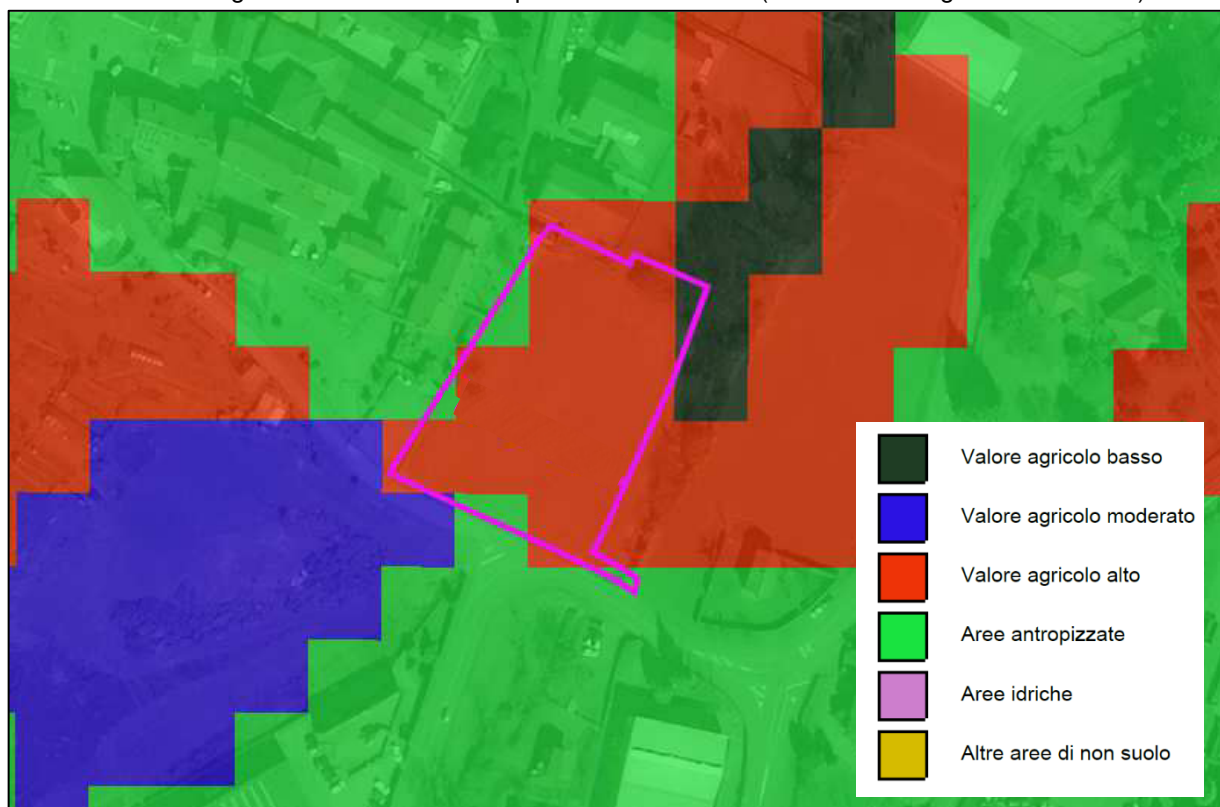 Valore agricolo basso
Valore agricolo moderato
Valore agricolo alto
Aree antropizzate
Aree idriche
Altre aree di non suolo